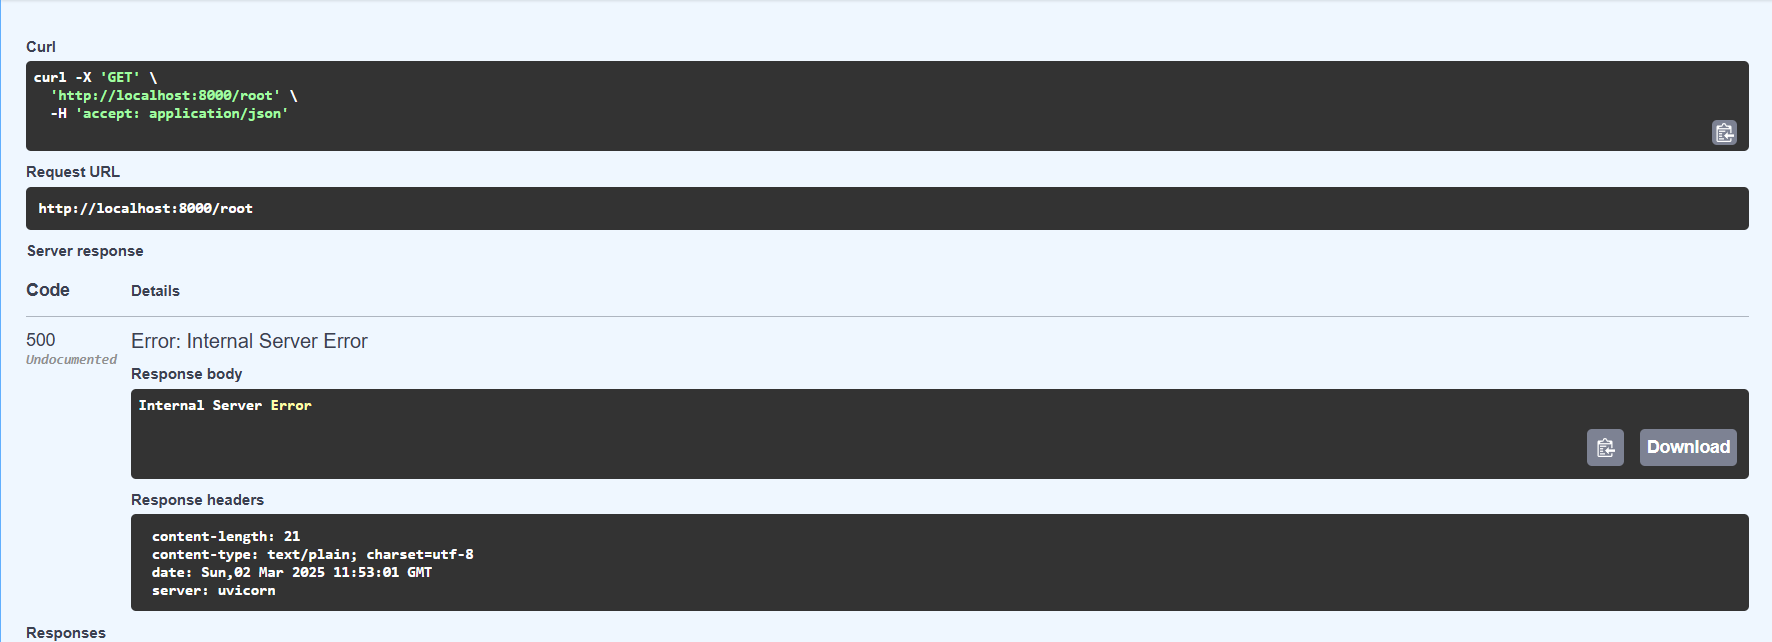 Curl
curl -X 'GET' \
  'http://localhost:8000/root' \
  -H 'accept: application/json'
Request URL
http://localhost:8000/root
Server response
Code Details
500 Error: Internal Server Error
Undocumented
Response body
Internal Server Error
Download
Response headers
content-length: 21
content-type: text/plain; charset=utf-8
date: Sun,02 Mar 2025 11:53:01 GMT
server: uvicorn
Responses